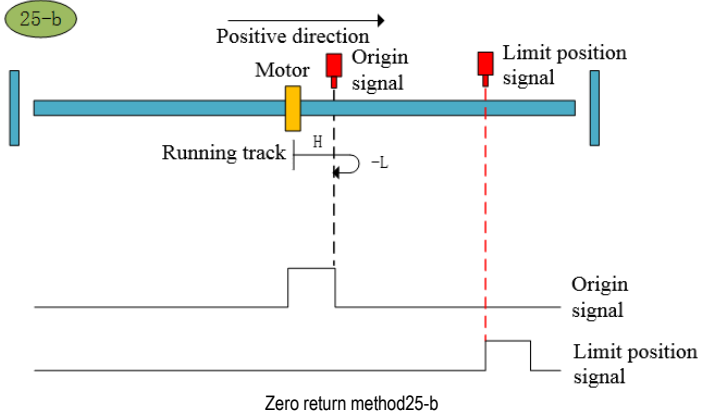 25-b
Positive direction
Origin
signal
Limit position
signal
Motor
Running track
H
-L
Origin
signal
Limit position
signal
Zero return method25-b